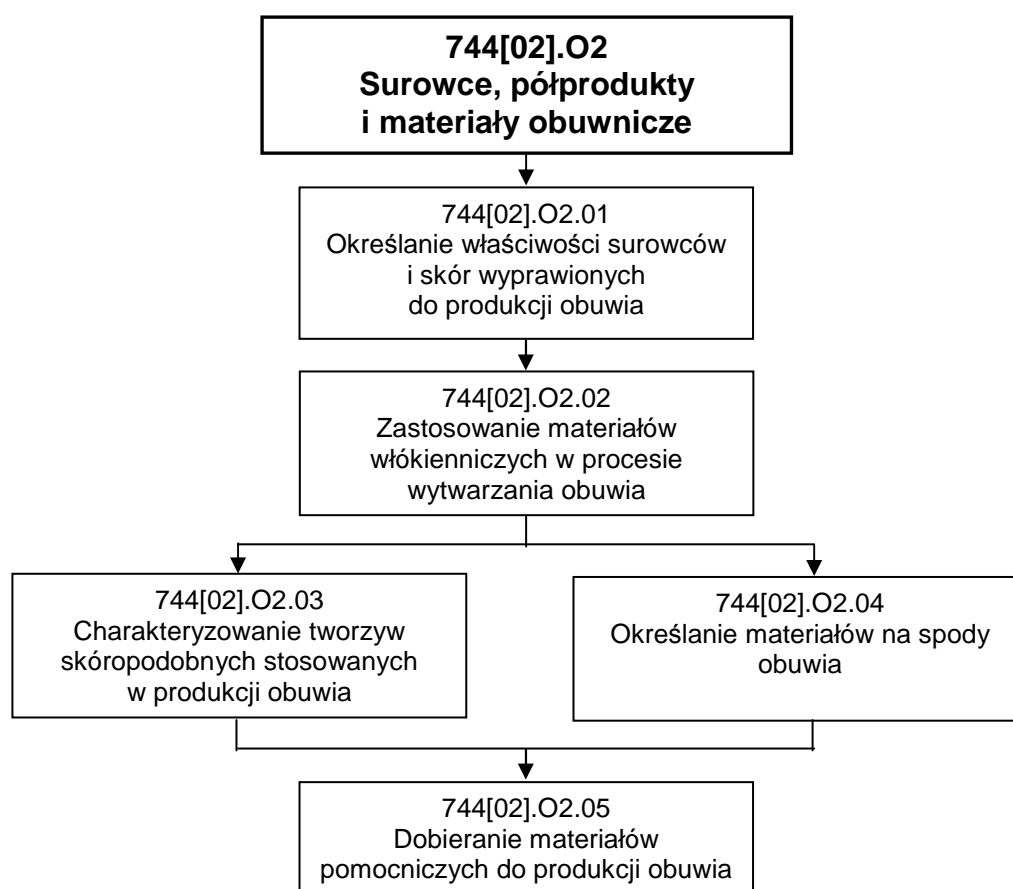 744[02].O2
Surowce, półprodukty
i materiały obuwnicze
744[02].O2.01
Określanie właściwości surowców
i skór wyprawionych
do produkcji obuwia
744[02].O2.02
Zastosowanie materiałów
włókienniczych w procesie
wytwarzania obuwia
744[02].O2.03
Charakteryzowanie tworzyw
skóropodobnych stosowanych
w produkcji obuwia
744[02].O2.04
Określanie materiałów na spody
obuwia
744[02].O2.05
Dobieranie materiałów
pomocniczych do produkcji obuwia